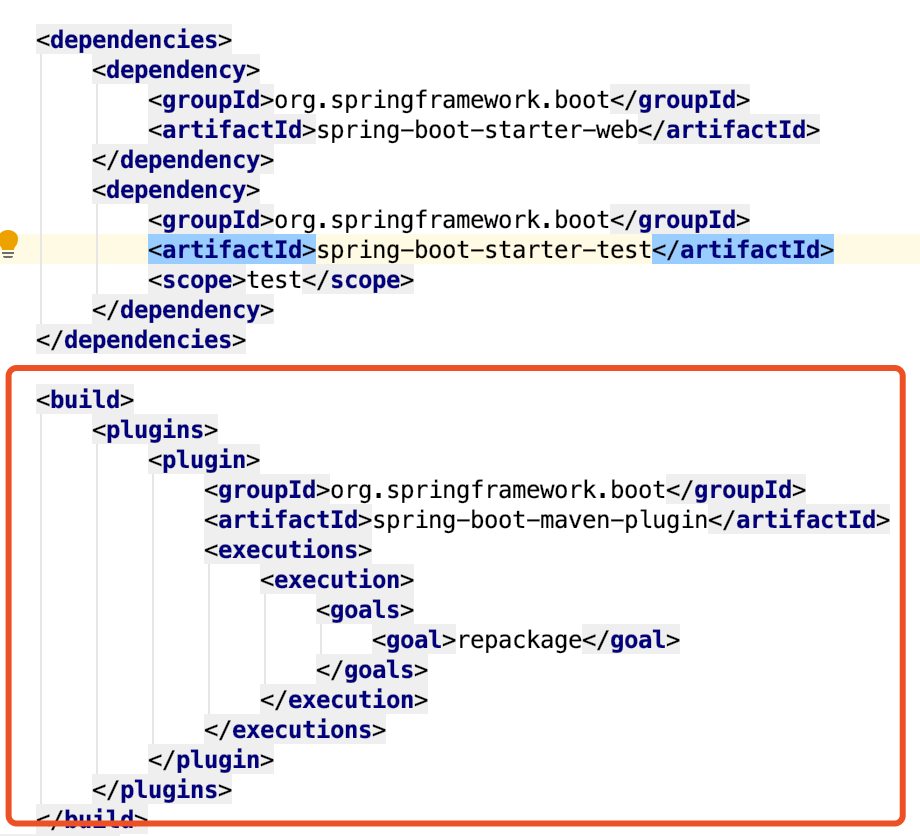 <dependencies>
<dependency>
<groupId>org.springframework.boot</groupId>
<artifactId>spring-boot-starter-web</artifactId>
</dependency>
<dependency>
<groupId>org.springframework.boot</groupId>
<artifactId>spring-boot-starter-test</artifactId>
<scope>test</scope>
</dependency>
</dependencies>
<build>
<plugins>
<plugin>
<groupId>org.springframework.boot</groupId>
<artifactId>spring-boot-maven-plugin</artifactId>
<executions>
<execution>
<goals>
<goal>repackage</goal>
</goals>
</execution>
</executions>
</plugin>
</plugins>
</build>